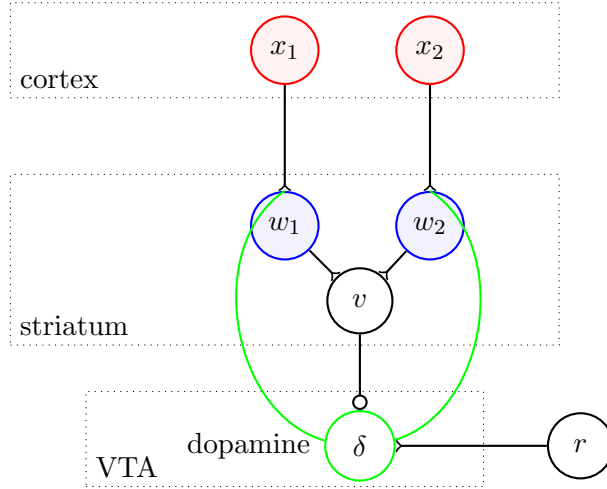 x₁ x₂
cortex
w₁ w₂
v
striatum
dopamine δ r
VTA